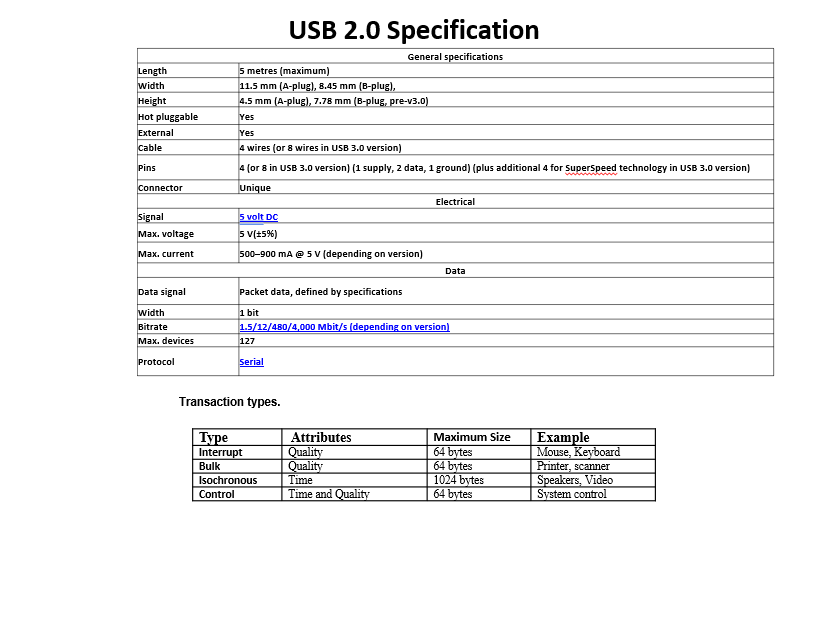 USB 2.0 Specification
General specifications
Length 5 metres (maximum)
Width 11.5 mm (A-plug), 8.45 mm (B-plug),
Height 4.5 mm (A-plug), 7.78 mm (B-plug, pre-v3.0)
Hot pluggable Yes
External Yes
Cable 4 wires (or 8 wires in USB 3.0 version)
Pins 4 (or 8 in USB 3.0 version) (1 supply, 2 data, 1 ground) (plus additional 4 for SuperSpeed technology in USB 3.0 version)
Connector Unique
Electrical
Signal 5 volt DC
Max. voltage 5 V(±5%)
Max. current 500–900 mA @ 5 V (depending on version)
Data
Data signal Packet data, defined by specifications
Width 1 bit
Bitrate 1.5/12/480/4,000 Mbit/s (depending on version)
Max. devices 127
Protocol Serial
Transaction types.
Type Attributes Maximum Size Example
Interrupt Quality 64 bytes Mouse, Keyboard
Bulk Quality 64 bytes Printer, scanner
Isochronous Time 1024 bytes Speakers, Video
Control Time and Quality 64 bytes System control